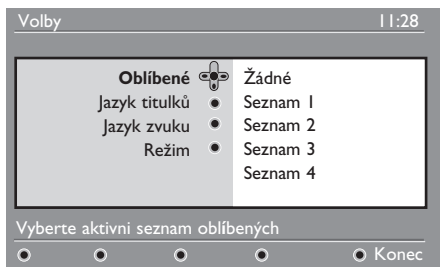 Volby 11:28
Oblíbené Žádné
Jazyk titulků Seznam 1
Jazyk zvuku Seznam 2
Režim Seznam 3
Seznam 4
Vyberte aktivni seznam oblíbených
Konec